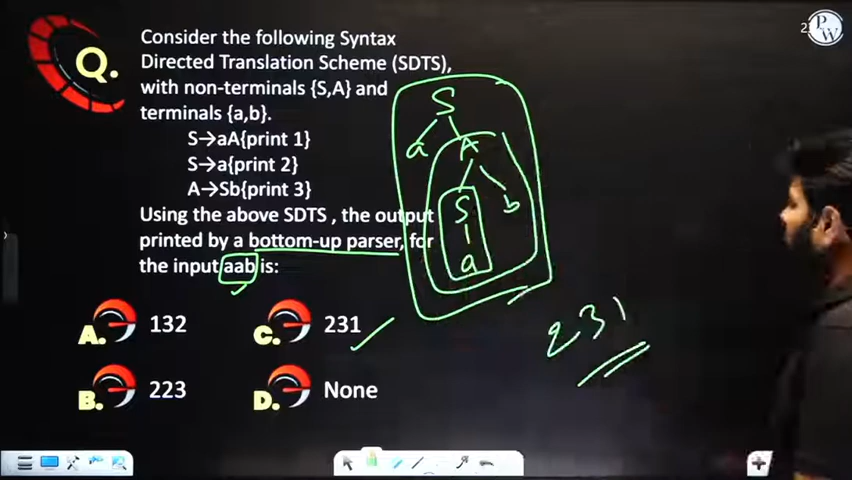 Q.
Consider the following Syntax
Directed Translation Scheme (SDTS),
with non-terminals {S,A} and
terminals {a,b}.
S→aA{print 1}
S→a{print 2}
A→Sb{print 3}
Using the above SDTS , the output
printed by a bottom-up parser, for
the input aab is:
A. 132
C. 231
B. 223
D. None
S
a A
S b
a
231
P
W